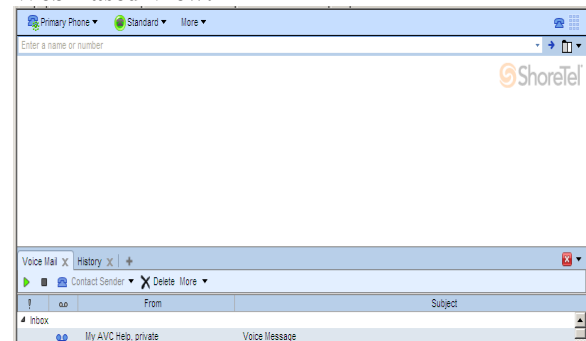 Primary Phone Standard More
Enter a name or number
ShoreTel
Voice Mail X History X +
Contact Sender Delete More
! From Subject
Inbox
My AVC Help, private Voice Message